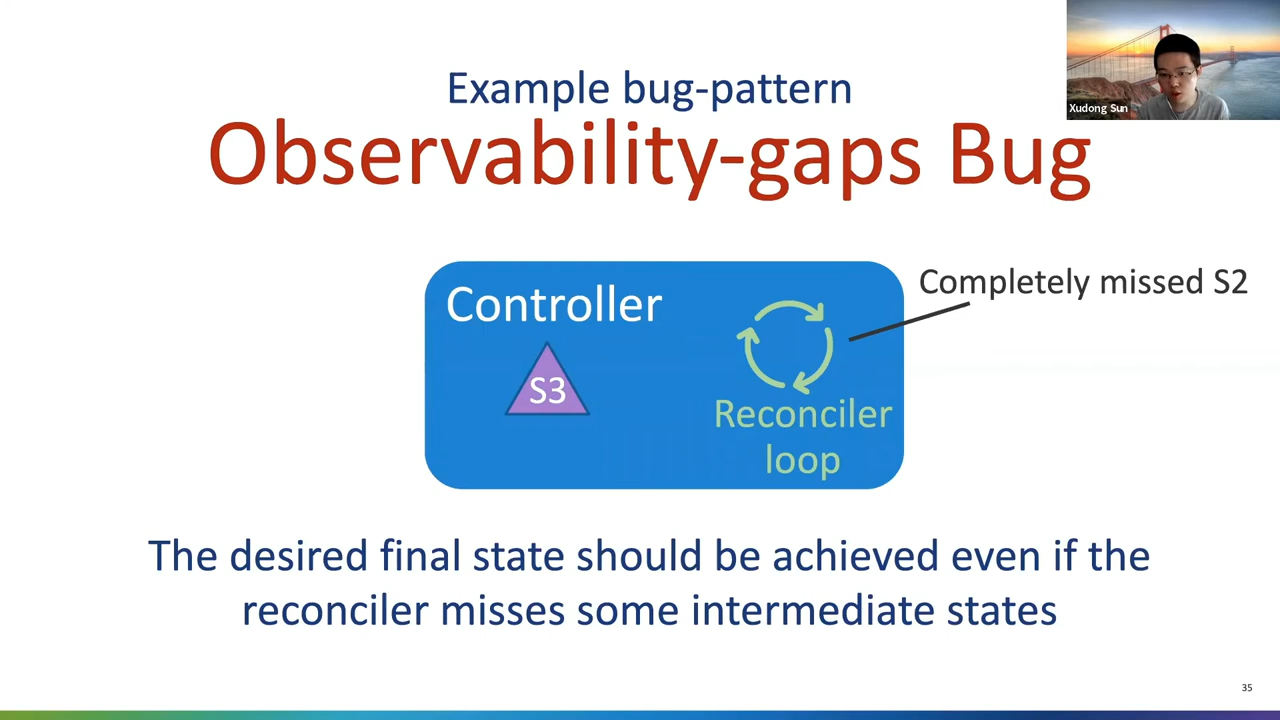 Example bug-pattern
Observability-gaps Bug
Xudong Sun
Completely missed S2
Controller
S3
Reconciler
loop
The desired final state should be achieved even if the
reconciler misses some intermediate states
35